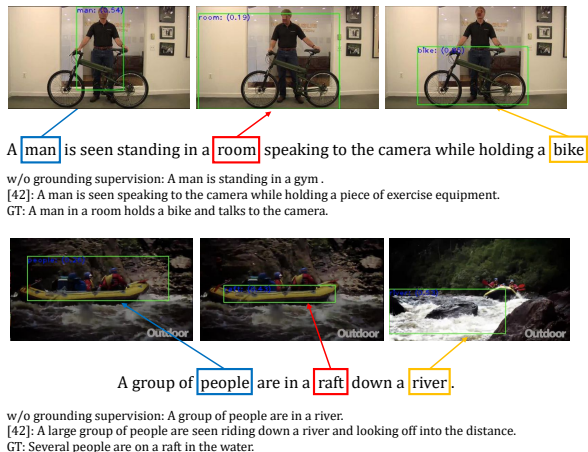 man: (0.54)
room: (0.19)
A man is seen standing in a room speaking to the camera while holding a bike
w/o grounding supervision: A man is standing in a gym .
[42]: A man is seen speaking to the camera while holding a piece of exercise equipment.
GT: A man in a room holds a bike and talks to the camera.
Outdoor
Outdoor
Outdoor
A group of people are in a raft down a river .
w/o grounding supervision: A group of people are in a river.
[42]: A large group of people are seen riding down a river and looking off into the distance.
GT: Several people are on a raft in the water.